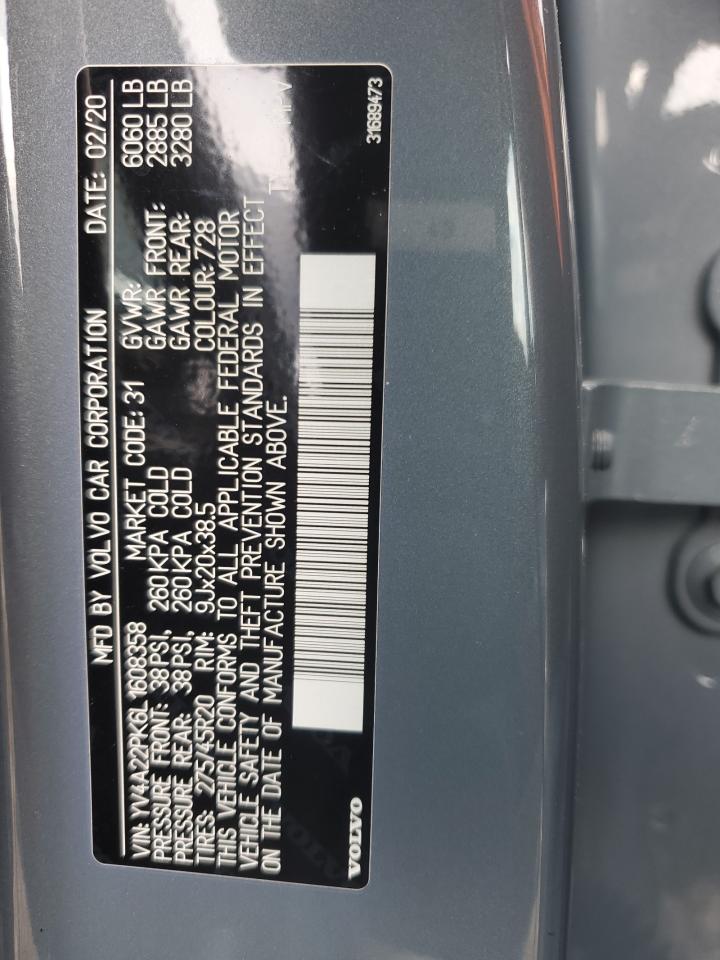 MFD BY VOLVO CAR CORPORATION DATE: 02/20
VIN: YV4A22PK6L1608358 MARKET CODE: 31 GVWR: 6060 LB
PRESSURE FRONT: 38PSI, 260KPA COLD GAWR FRONT: 2885 LB
PRESSURE REAR: 38PSI, 260KPA COLD GAWR REAR: 3280 LB
TIRES: 275/45R20 RIM: 9Jx20x38.5 COLOUR: 728
THIS VEHICLE CONFORMS TO ALL APPLICABLE FEDERAL MOTOR
VEHICLE SAFETY AND THEFT PREVENTION STANDARDS IN EFFECT
ON THE DATE OF MANUFACTURE SHOWN ABOVE.
VOLVO 31689473